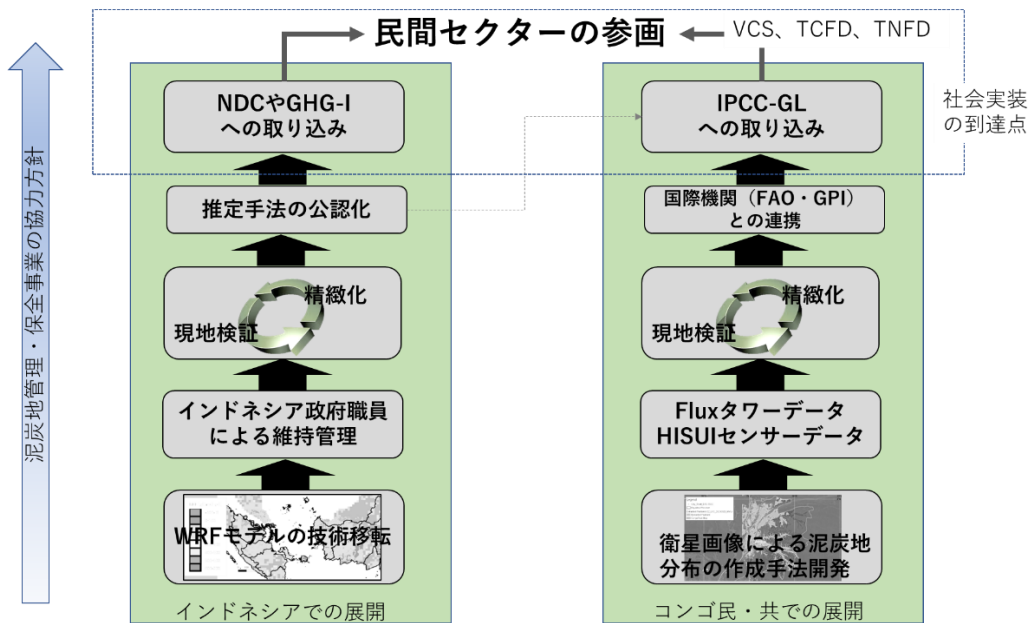 民間セクターの参画
VCS、TCFD、TNFD
社会実装
の到達点
泥炭地管理・保全事業の協力方針
NDCやGHG-I
への取り込み
推定手法の公認化
精緻化
現地検証
インドネシア政府職員
による維持管理
WRFモデルの技術移転
インドネシアでの展開
IPCC-GL
への取り込み
国際機関（FAO・GPI）
との連携
精緻化
現地検証
Fluxタワーデータ
HISUIセンサーデータ
衛星画像による泥炭地
分布の作成手法開発
コンゴ民・共での展開